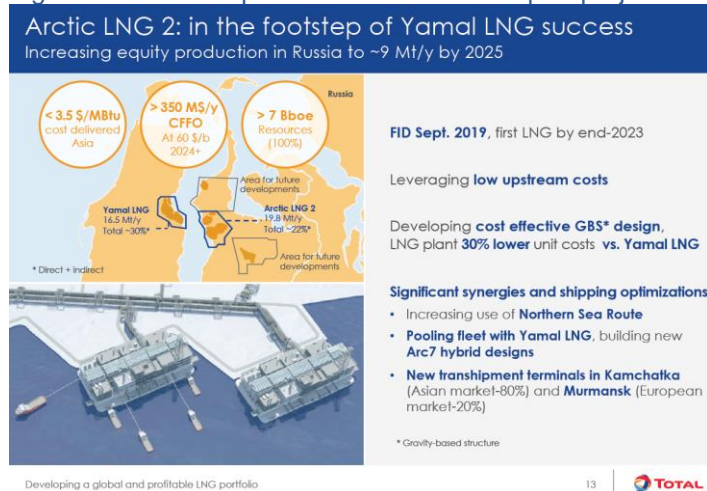 Arctic LNG 2: in the footstep of Yamal LNG success
Increasing equity production in Russia to ~9 Mt/y by 2025
< 3.5 $/MBtu
cost delivered
Asia
> 350 M$/y
CFFO
At 60 $/b
2024+
> 7 Bboe
Resources
(100%)
Russia
Area for future
developments
Yamal LNG
16.5 Mt/y
Total ~30%*
Arctic LNG 2
19.8 Mt/y
Total ~22%*
Area for future
developments
* Direct + indirect
FID Sept. 2019, first LNG by end-2023
Leveraging low upstream costs
Developing cost effective GBS* design,
LNG plant 30% lower unit costs vs. Yamal LNG
Significant synergies and shipping optimizations
• Increasing use of Northern Sea Route
• Pooling fleet with Yamal LNG, building new
Arc7 hybrid designs
• New transhipment terminals in Kamchatka
(Asian market-80%) and Murmansk (European
market-20%)
* Gravity-based structure
Developing a global and profitable LNG portfolio
13
TOTAL